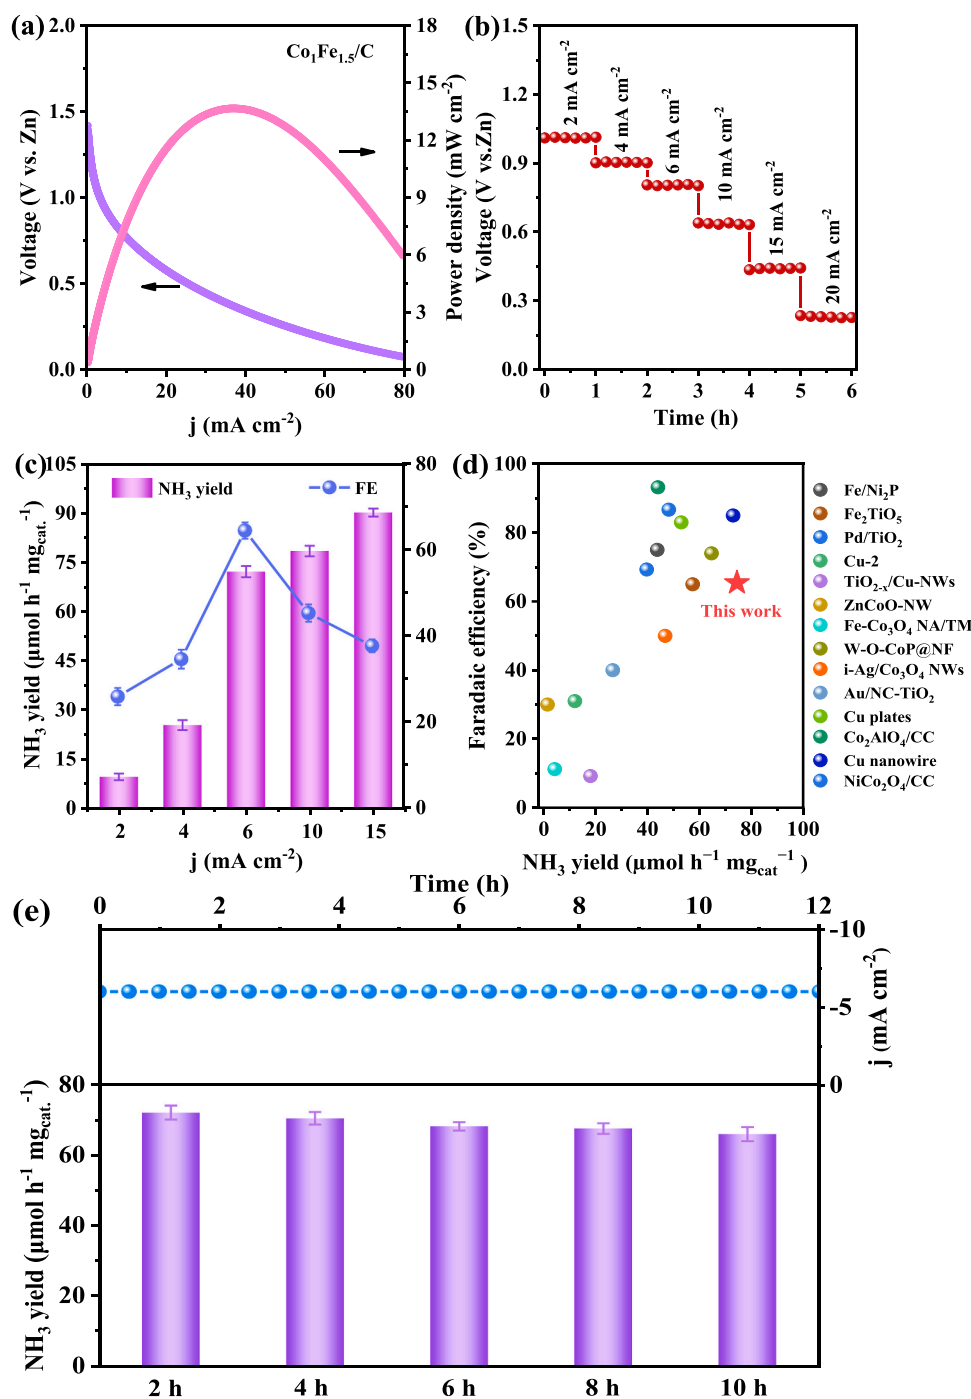 (a)
2.0
1.5
1.0
0.5
0.0
Voltage (V vs. Zn)
Co₁Fe₁.₅/C
18
15
12
9
6
3
0
Power density (mW cm⁻²)
0 20 40 60 80
j (mA cm⁻²)
(b)
1.5
1.2
0.9
0.6
0.3
0.0
Voltage (V vs.Zn)
2 mA cm⁻²
4 mA cm⁻²
6 mA cm⁻²
10 mA cm⁻²
15 mA cm⁻²
20 mA cm⁻²
0 1 2 3 4 5 6
Time (h)
(c)
105
90
75
60
45
30
15
0
NH₃ yield (μmol h⁻¹ mg_cat.⁻¹)
NH₃ yield FE
80
60
40
20
0
2 4 6 10 15
j (mA cm⁻²)
(d)
100
80
60
40
20
0
Faradaic efficiency (%)
This work
0 20 40 60 80 100
NH₃ yield (μmol h⁻¹ mg_cat⁻¹ )
Fe/Ni₂P
Fe₂TiO₅
Pd/TiO₂
Cu-2
TiO₂₋ₓ/Cu-NWs
ZnCoO-NW
Fe-Co₃O₄ NA/TM
W-O-CoP@NF
i-Ag/Co₃O₄ NWs
Au/NC-TiO₂
Cu plates
Co₂AlO₄/CC
Cu nanowire
NiCo₂O₄/CC
(e)
Time (h)
0 2 4 6 8 10 12
-10
-5
0
j (mA cm⁻²)
80
60
40
20
0
NH₃ yield (μmol h⁻¹ mg_cat.⁻¹)
2 h 4 h 6 h 8 h 10 h